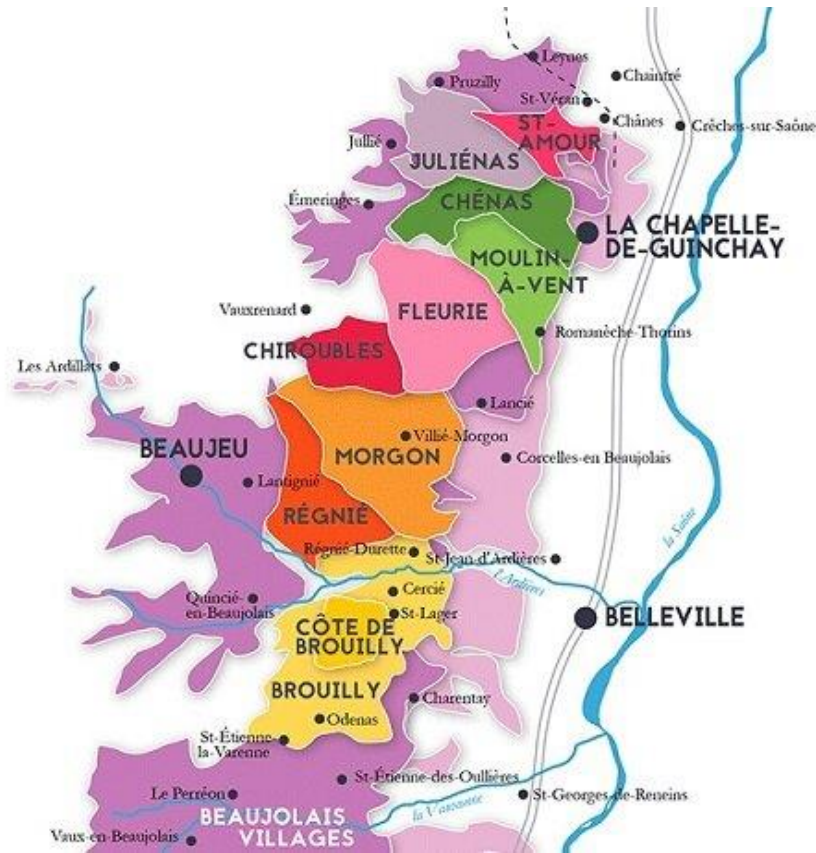 Leynes
Chaintré
Pruzilly
St-Véran
Chânes
Crêches-sur-Saône
ST-
AMOUR
Jullié
JULIÉNAS
Émeringes
CHÉNAS
LA CHAPELLE-
DE-GUINCHAY
MOULIN-
À-VENT
Vauxrenard
FLEURIE
Romanèche-Thorins
CHIROUBLES
Les Ardillats
Lancié
Villié-Morgon
BEAUJEU
MORGON
Corcelles-en Beaujolais
Lantignié
RÉGNIÉ
la Saône
Régnié-Durette
St-Jean-d'Ardières
l'Ardières
Cercié
Quincié-
en-Beaujolais
St-Lager
BELLEVILLE
CÔTE DE
BROUILLY
BROUILLY
Charentay
Odenas
St-Étienne-
la-Varenne
St-Étienne-des-Oullières
Le Perréon
St-Georges-de-Reneins
la Vauxonne
BEAUJOLAIS
VILLAGES
Vaux-en-Beaujolais